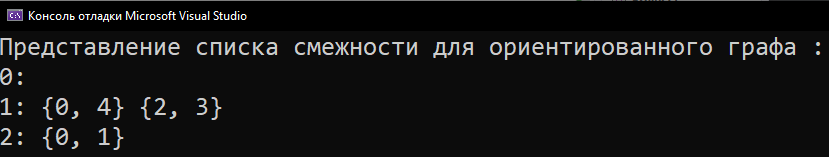 Консоль отладки Microsoft Visual Studio
Представление списка смежности для ориентированного графа :
0:
1: {0, 4} {2, 3}
2: {0, 1}